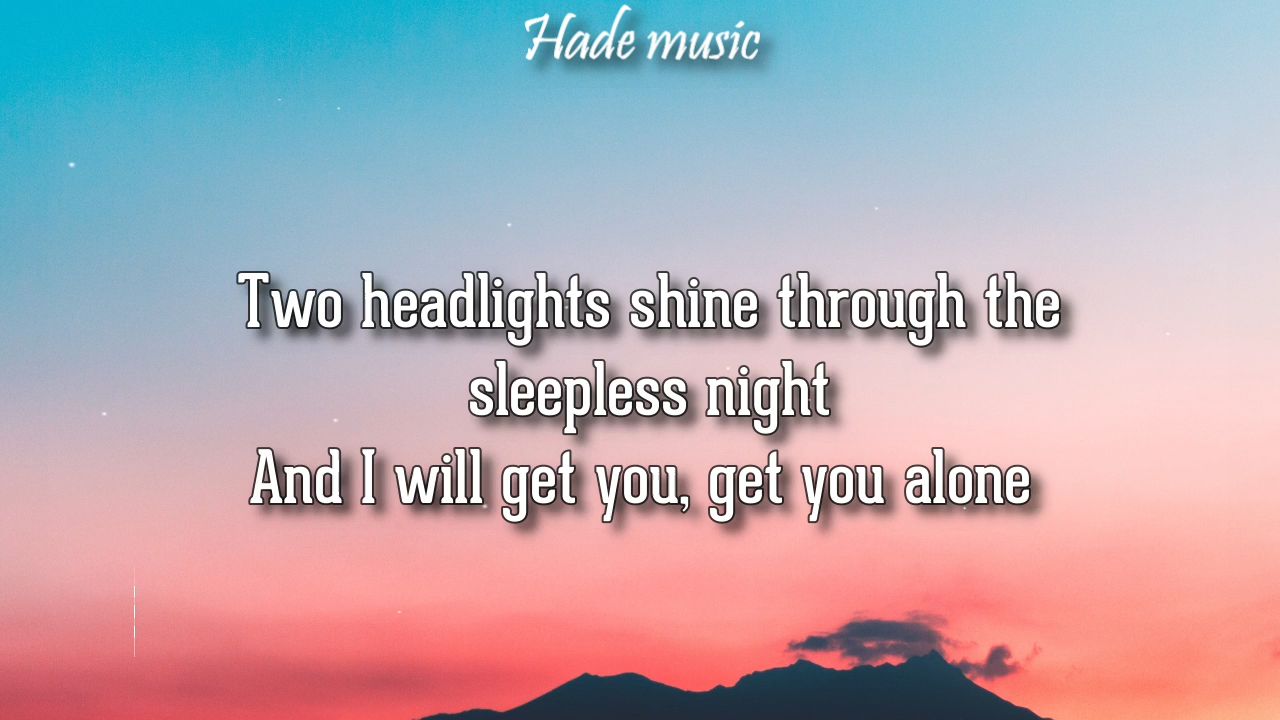 Hade music
Two headlights shine through the
sleepless night
And I will get you, get you alone